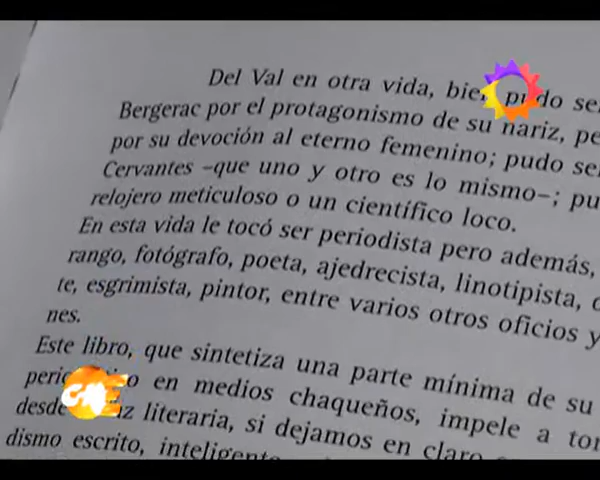 Del Val en otra vida, bien pudo se
Bergerac por el protagonismo de su nariz, pe
por su devoción al eterno femenino; pudo se
Cervantes –que uno y otro es lo mismo–; pu
relojero meticuloso o un científico loco.
En esta vida le tocó ser periodista pero además,
rango, fotógrafo, poeta, ajedrecista, linotipista,
te, esgrimista, pintor, entre varios otros oficios y
nes.
Este libro, que sintetiza una parte mínima de su
en medios chaqueños, impele a
desde literaria, si dejamos en claro
dismo escrito, inteligente